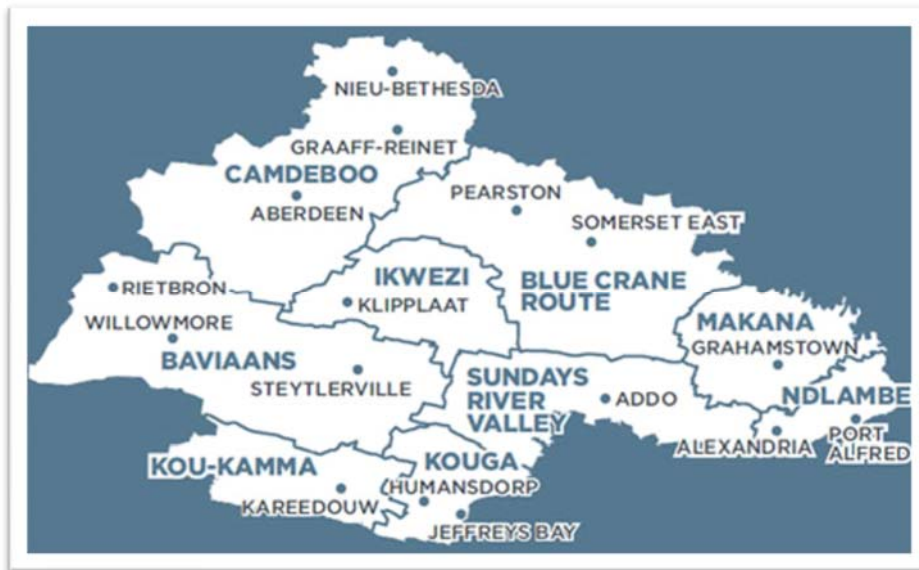 NIEU-BETHESDA
GRAAFF-REINET
CAMDEBOO
ABERDEEN
PEARSTON
SOMERSET EAST
IKWEZI
KLIPPLAAT
BLUE CRANE
ROUTE
RIETBRON
WILLOWMORE
BAVIAANS
STEYTLERVILLE
MAKANA
GRAHAMSTOWN
SUNDAYS
RIVER
VALLEY
ADDO
NDLAMBE
ALEXANDRIA
PORT
ALFRED
KOU-KAMMA
KAREEDOUW
KOUGA
HUMANSDORP
JEFFREYS BAY